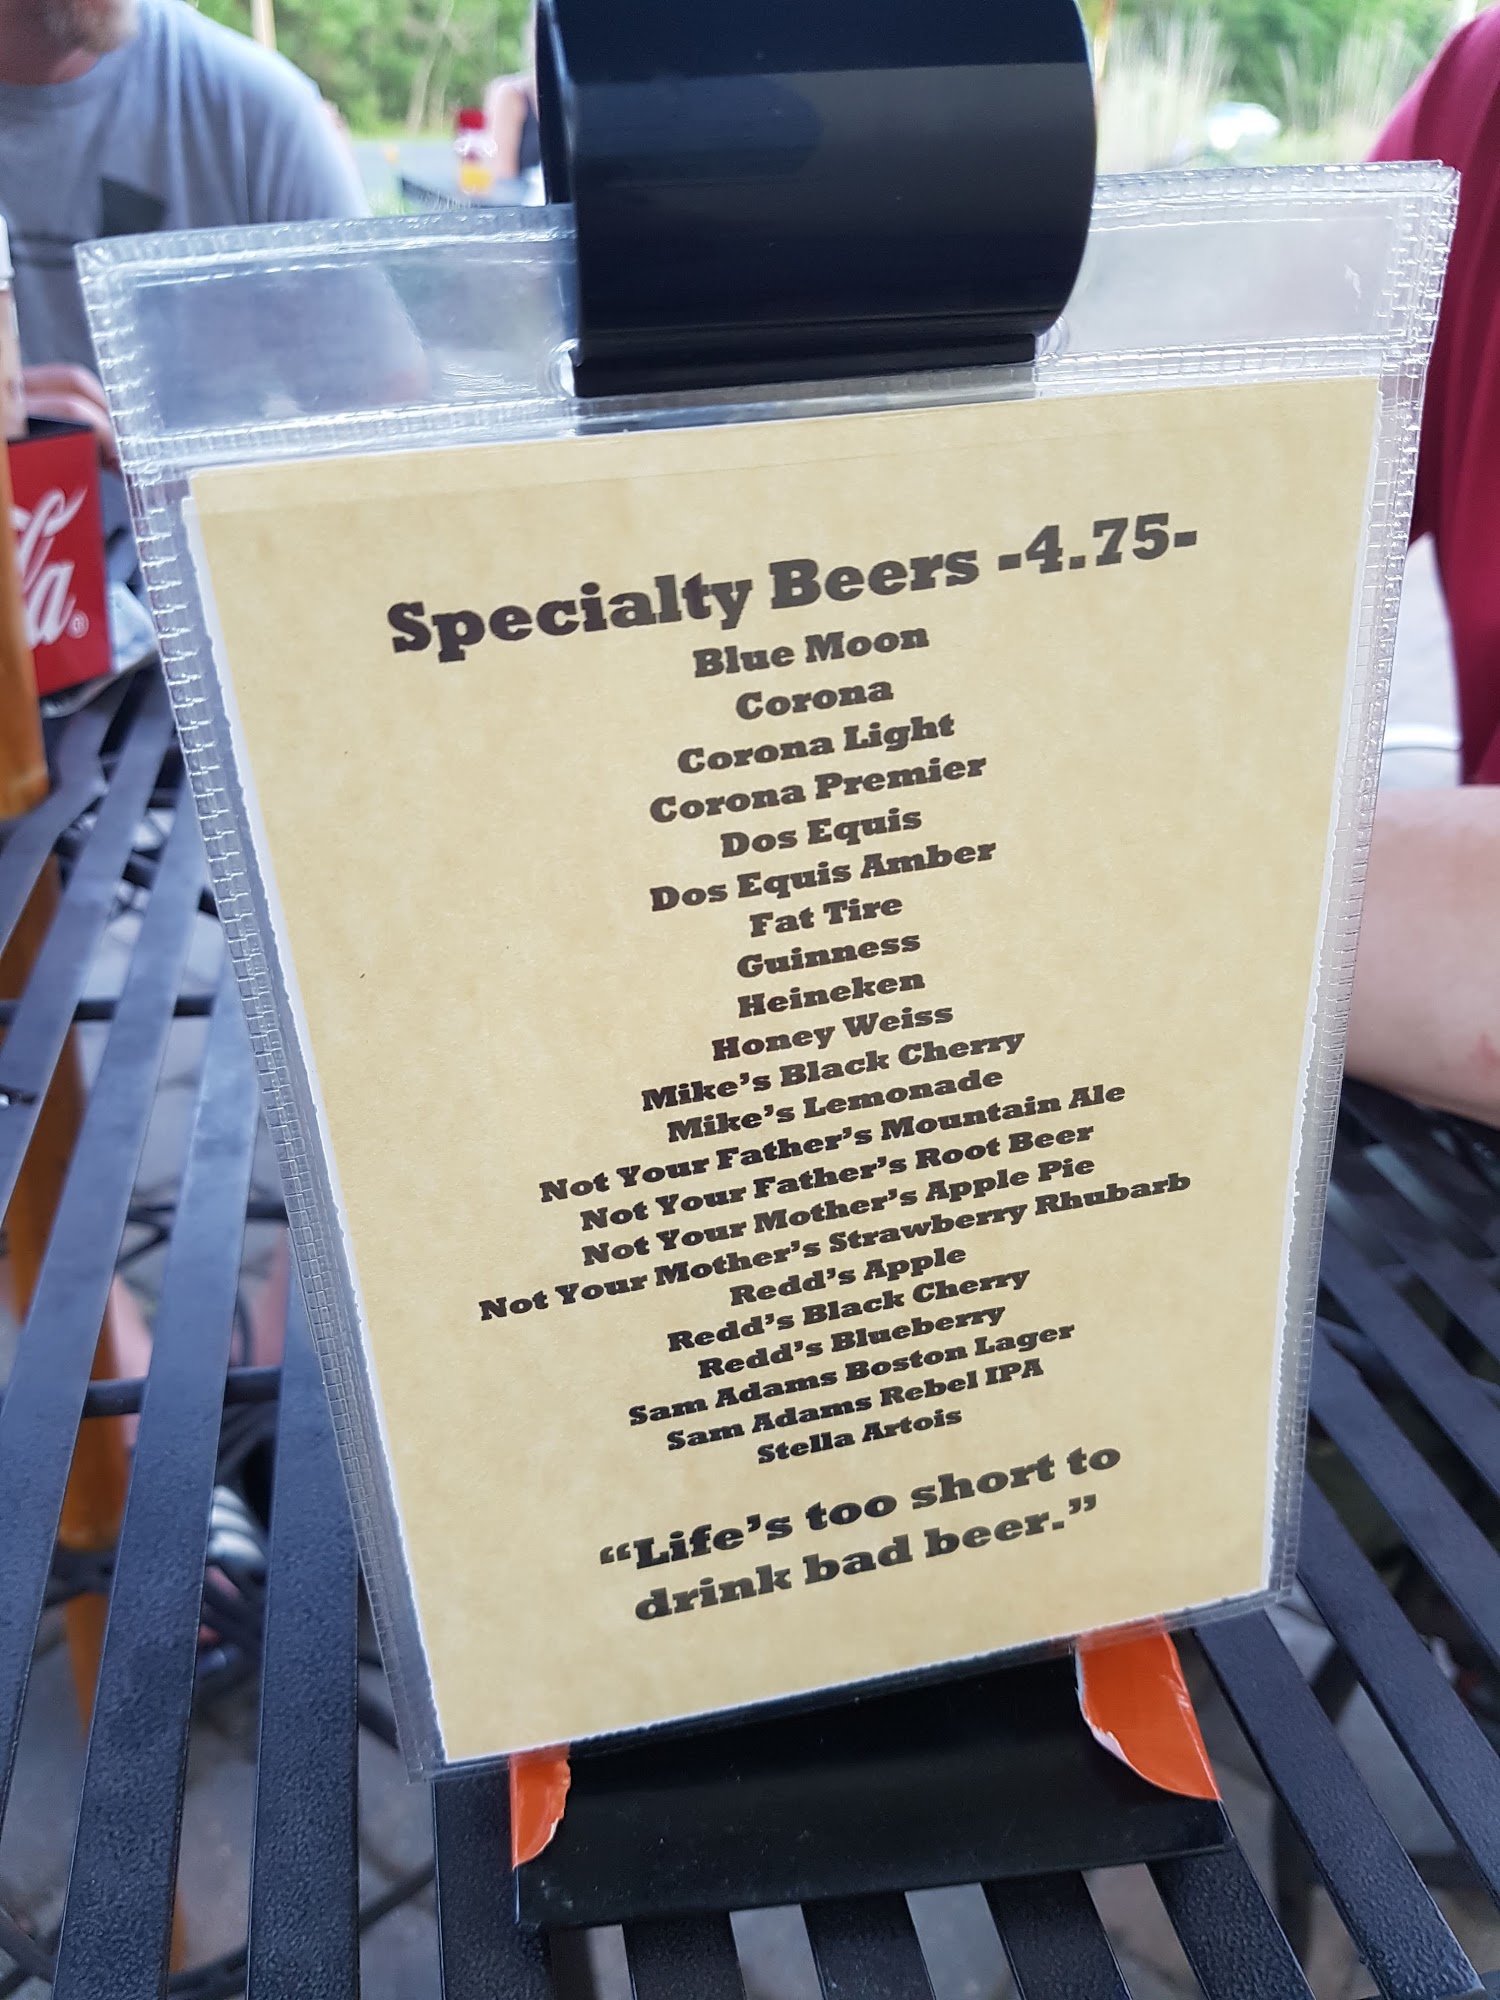 Specialty Beers -4.75-
Blue Moon
Corona
Corona Light
Corona Premier
Dos Equis
Dos Equis Amber
Fat Tire
Guinness
Heineken
Honey Weiss
Mike's Black Cherry
Mike's Lemonade
Not Your Father's Mountain Ale
Not Your Father's Root Beer
Not Your Mother's Apple Pie
Not Your Mother's Strawberry Rhubarb
Redd's Apple
Redd's Black Cherry
Redd's Blueberry
Sam Adams Boston Lager
Sam Adams Rebel IPA
Stella Artois
“Life's too short to
drink bad beer.”